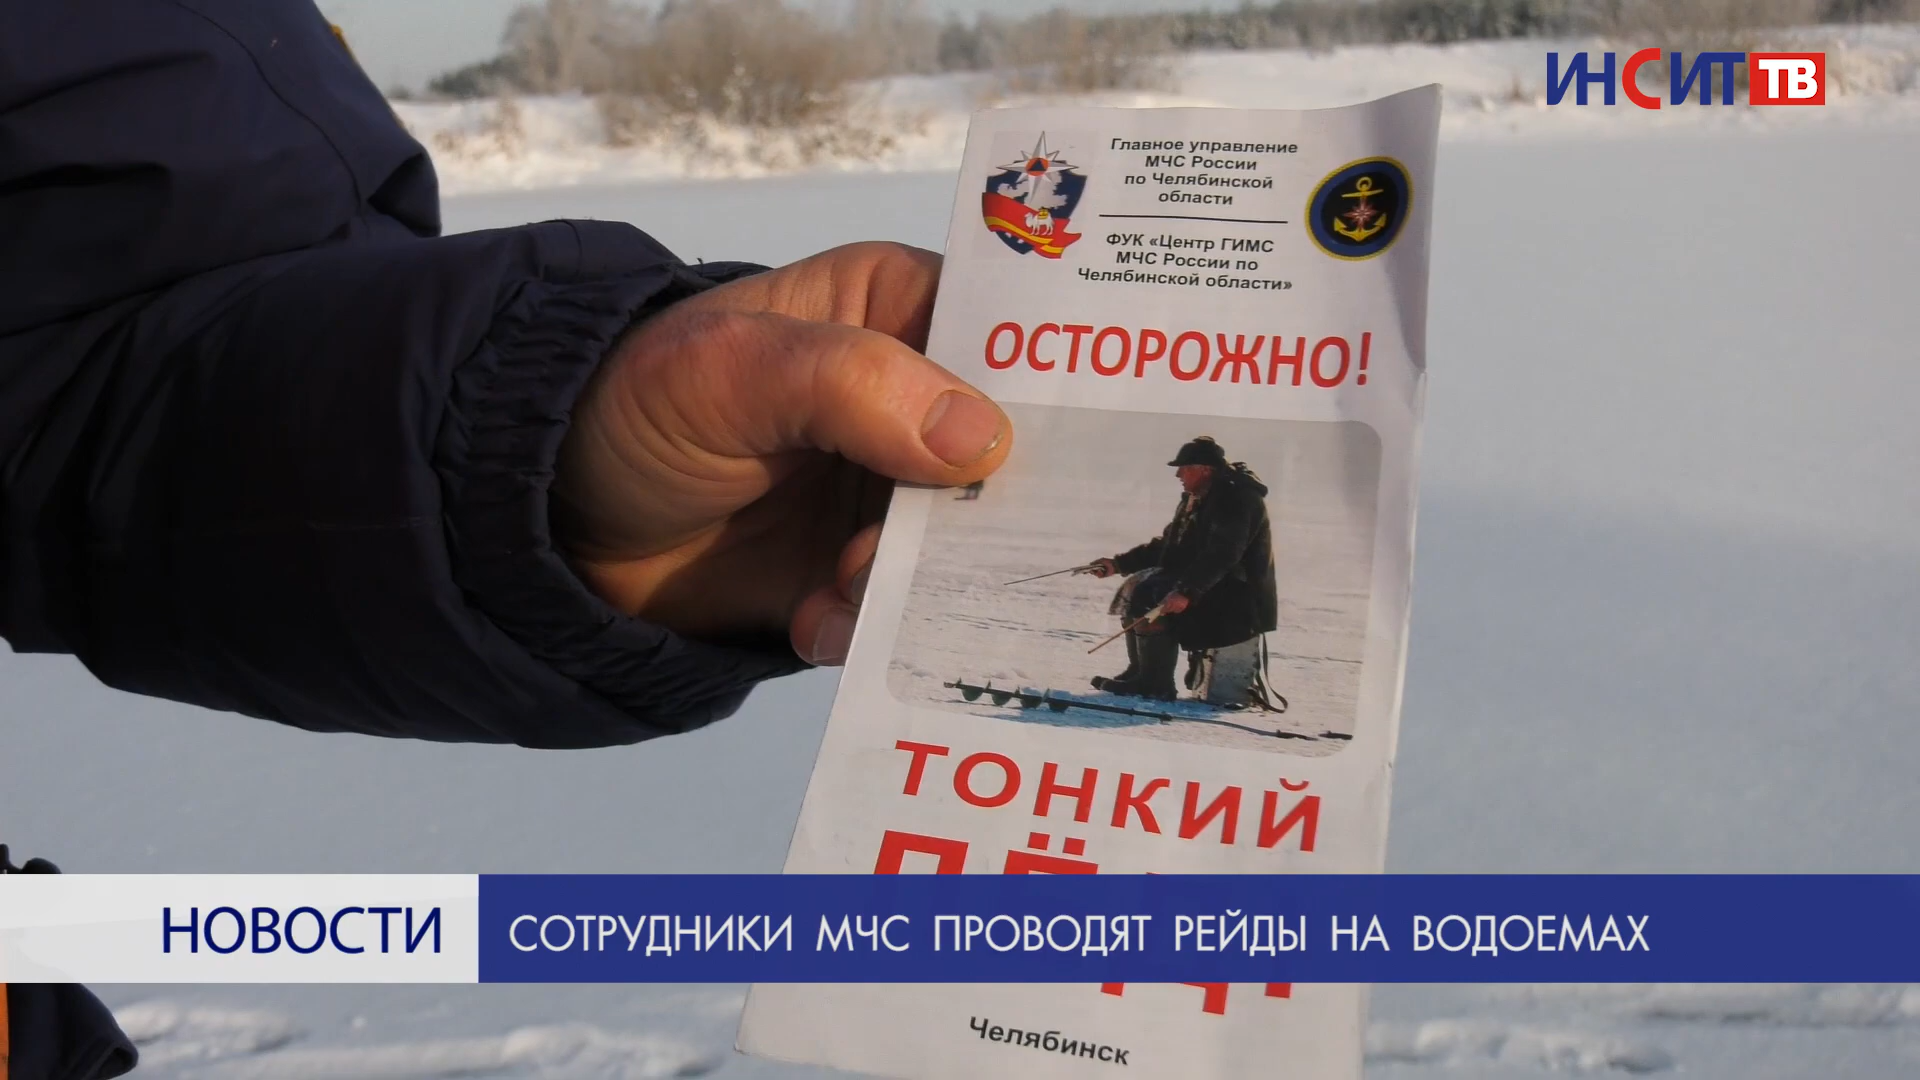 ИНСИТ ТВ
Главное управление
МЧС России
по Челябинской
области
ФУК «Центр ГИМС
МЧС России по
Челябинской области»
ОСТОРОЖНО!
ТОНКИЙ
НОВОСТИ
СОТРУДНИКИ МЧС ПРОВОДЯТ РЕЙДЫ НА ВОДОЕМАХ
Челябинск